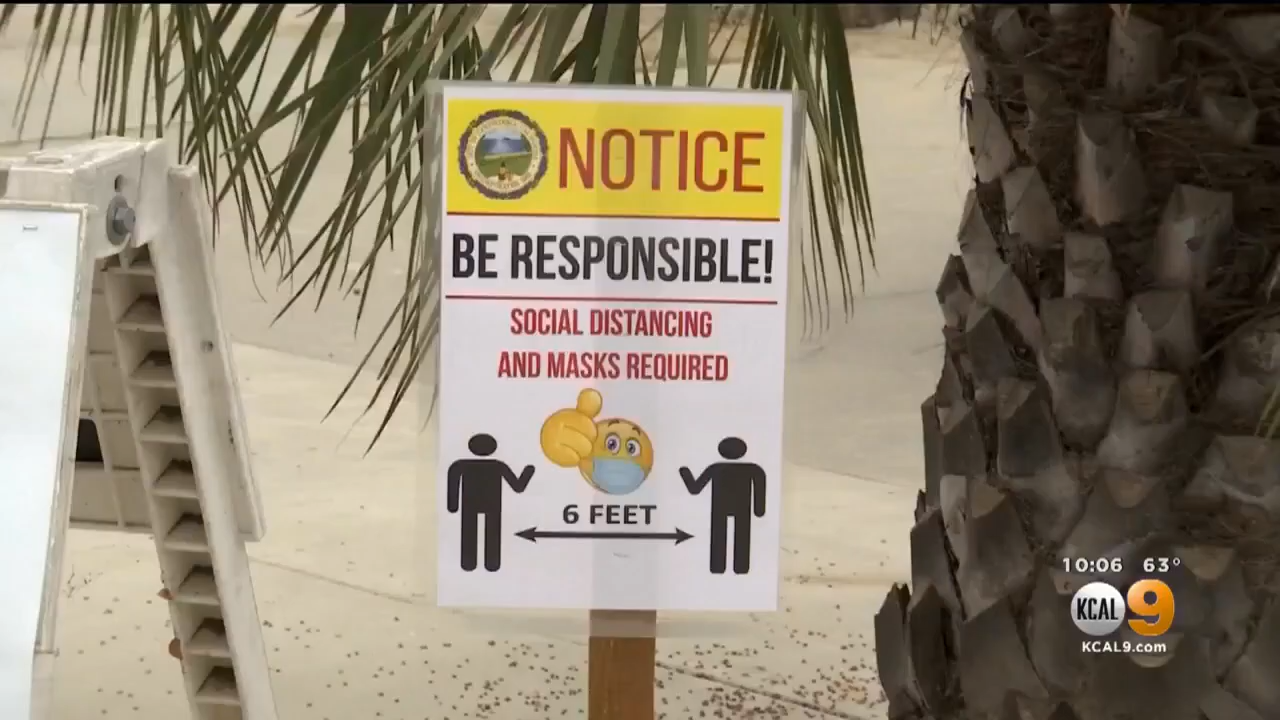 NOTICE
BE RESPONSIBLE!
SOCIAL DISTANCING
AND MASKS REQUIRED
6 FEET
10:06 63°
KCAL 9
KCAL9.com